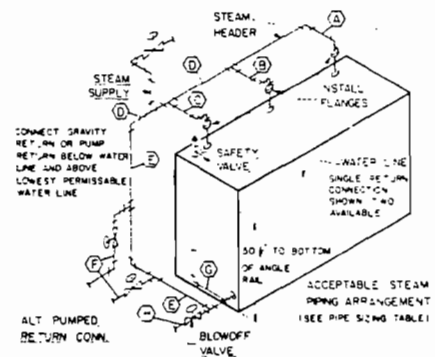 STEAM
HEADER
A
B
D
C
STEAM
SUPPLY
D
INSTALL
FLANGES
CONNECT GRAVITY
RETURN OR PUMP
RETURN BELOW WATER
LINE AND ABOVE
LOWEST PERMISSABLE
WATER LINE
E
SAFETY
VALVE
WATER LINE
SINGLE RETURN
CONNECTION
SHOWN TWO
AVAILABLE
TO BOTTOM
OF ANGLE
RAIL
F
G
E
H
ACCEPTABLE STEAM
PIPING ARRANGEMENT
(SEE PIPE SIZING TABLE)
ALT PUMPED
RETURN CONN.
BLOWOFF
VALVE